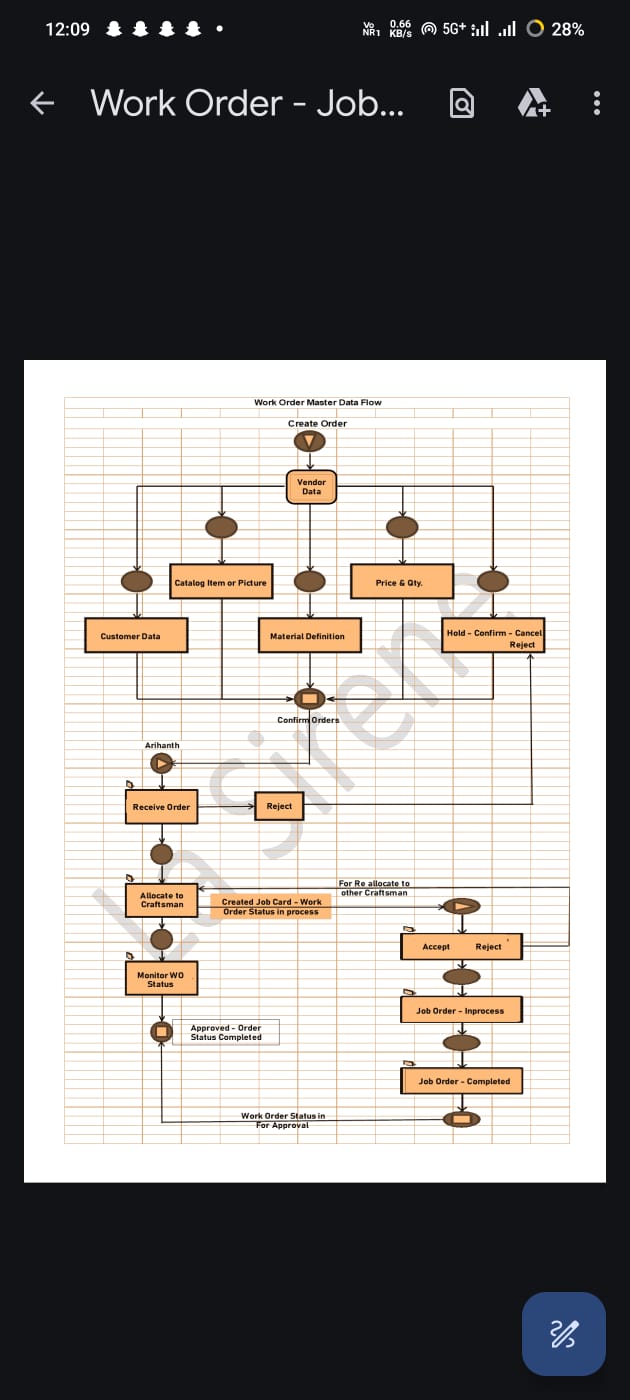 12:09
Vo
NR1
0.66
KB/s
5G+
28%
Work Order - Job...
Work Order Master Data Flow
Create Order
Vendor
Data
Catalog Item or Picture
Price & Qty.
Customer Data
Material Definition
Hold - Confirm - Cancel
Reject
Confirm Orders
Arihanth
Receive Order
Reject
For Re allocate to
other Craftsman
Allocate to
Craftsman
Created Job Card - Work
Order Status in process
Accept Reject
Monitor WO
Status
Job Order - Inprocess
Approved - Order
Status Completed
Job Order - Completed
Work Order Status in
For Approval
La Sirene